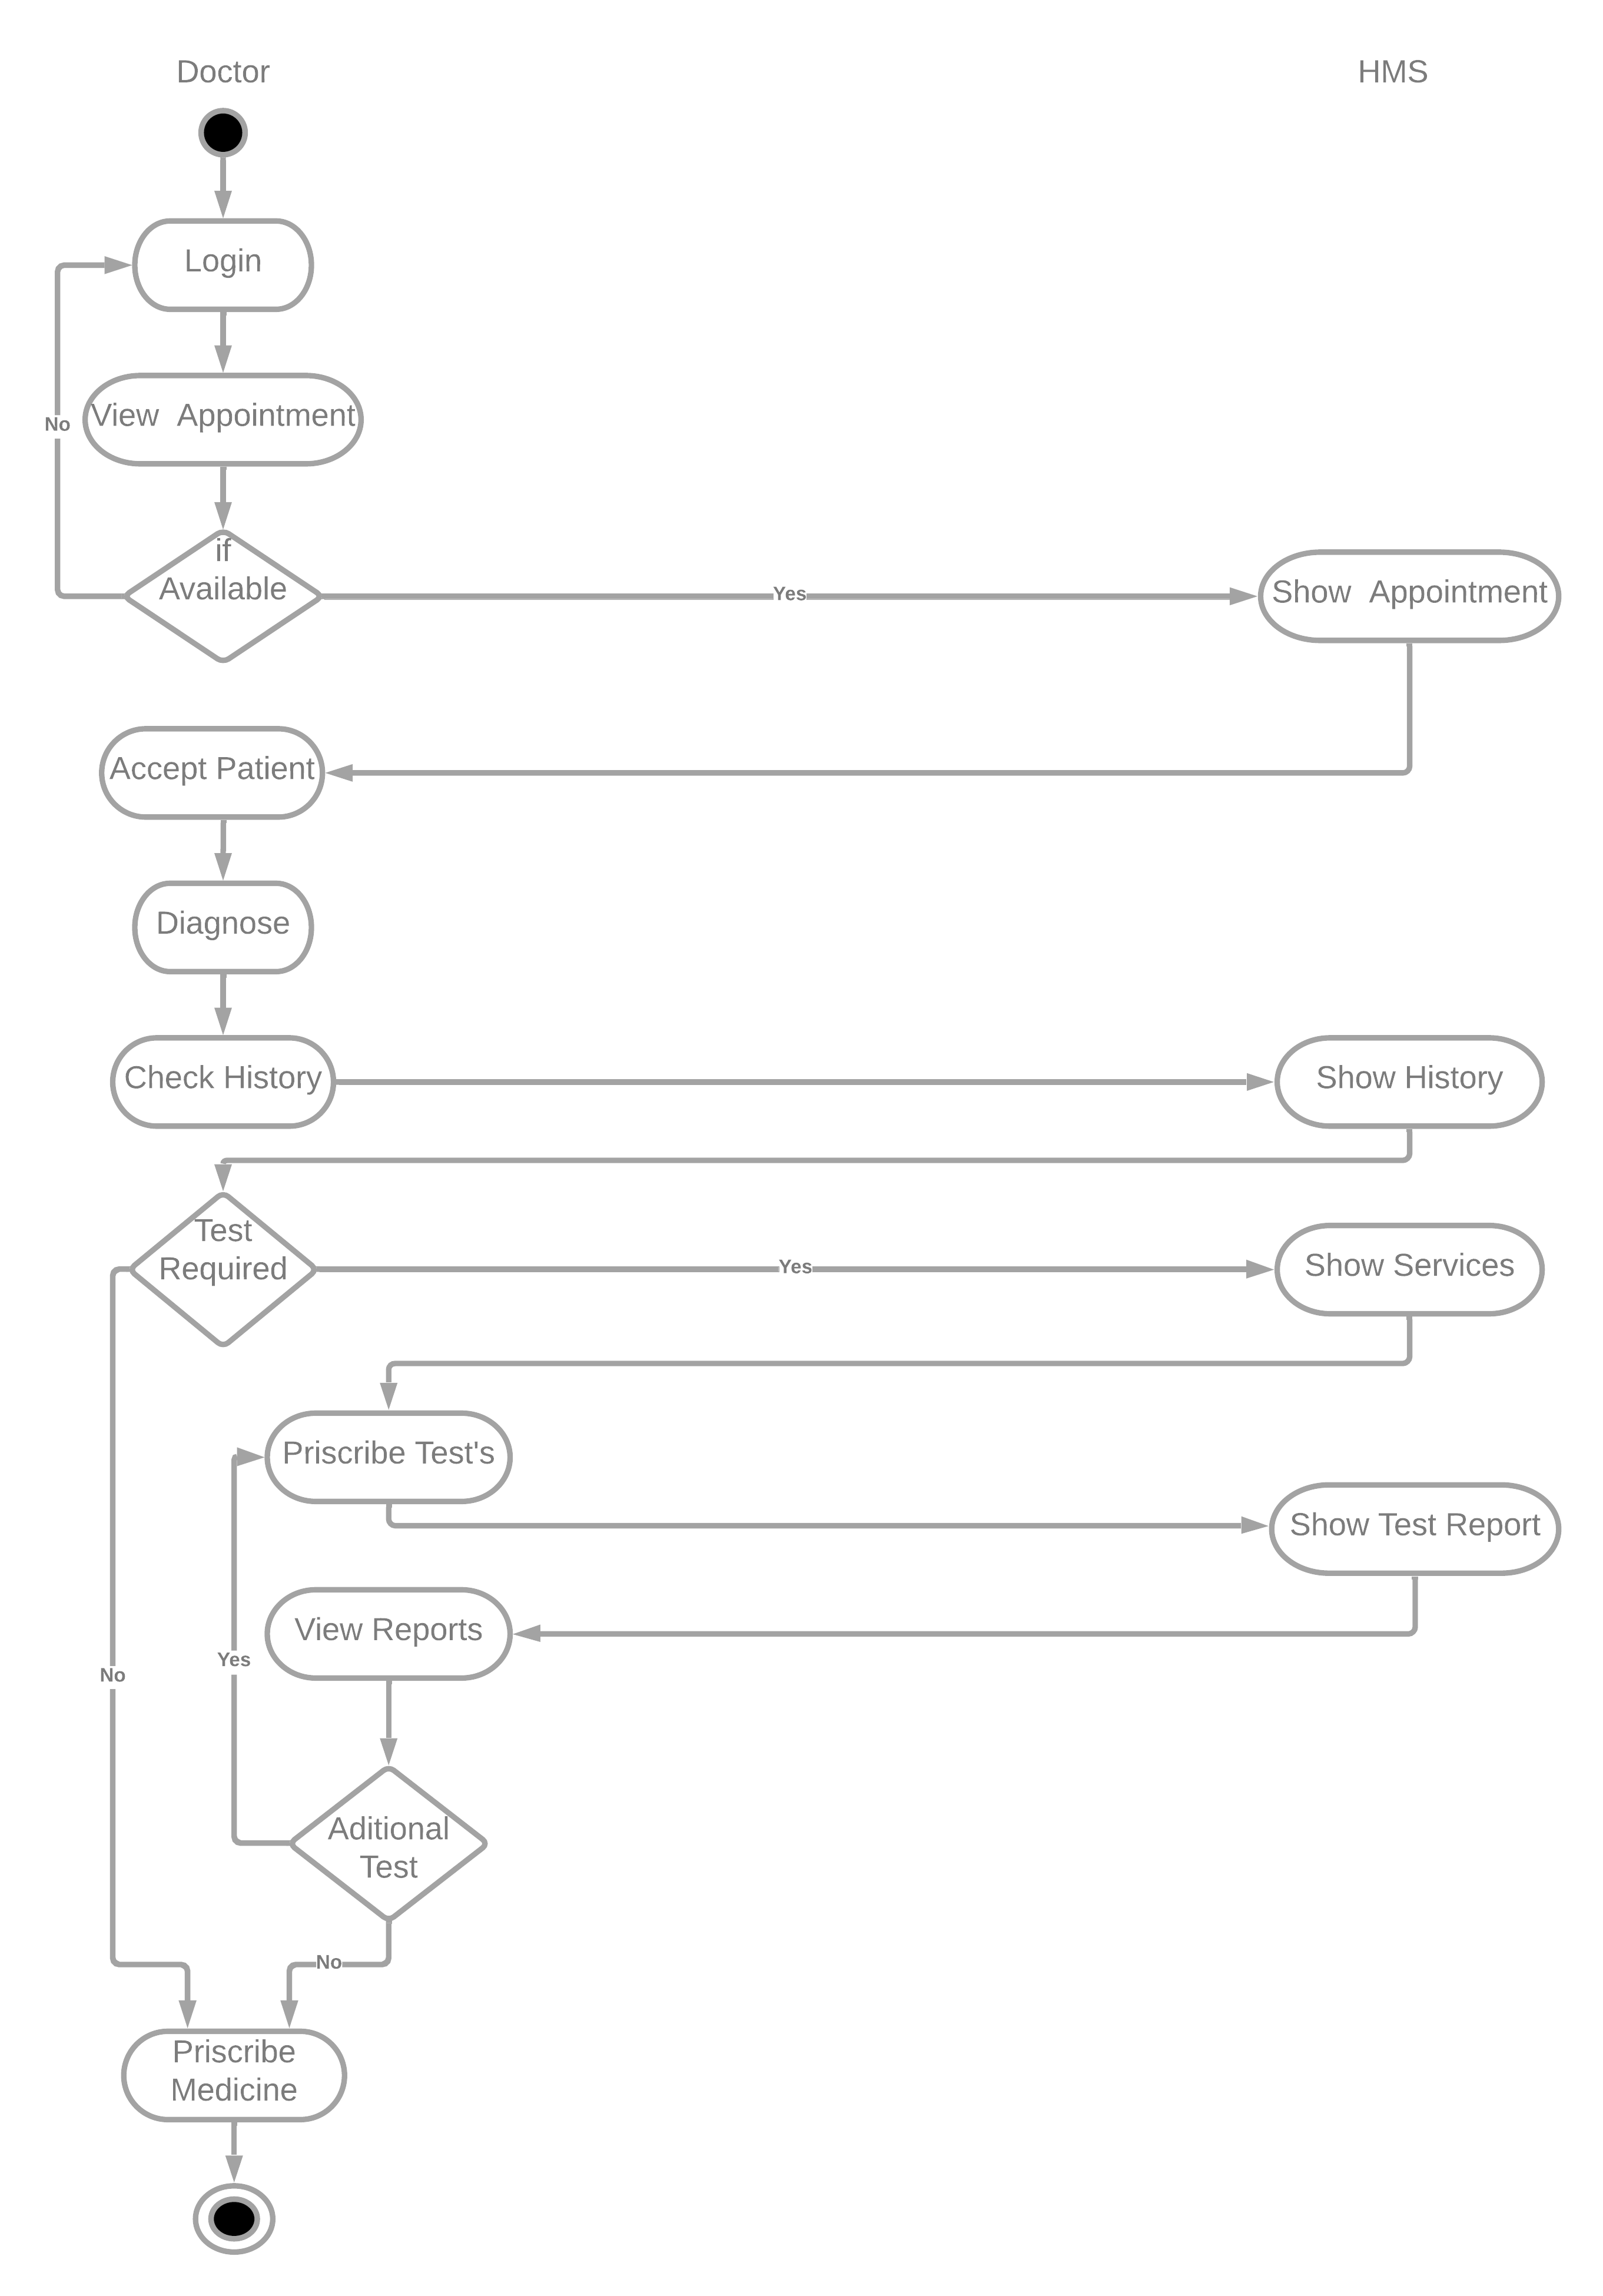 Doctor
HMS
Login
No
View  Appointment
if
Available
Yes
Show  Appointment
Accept Patient
Diagnose
Check History
Show History
Test
Required
Yes
Show Services
Priscribe Test's
Show Test Report
View Reports
Yes
No
Aditional
Test
No
Priscribe
Medicine